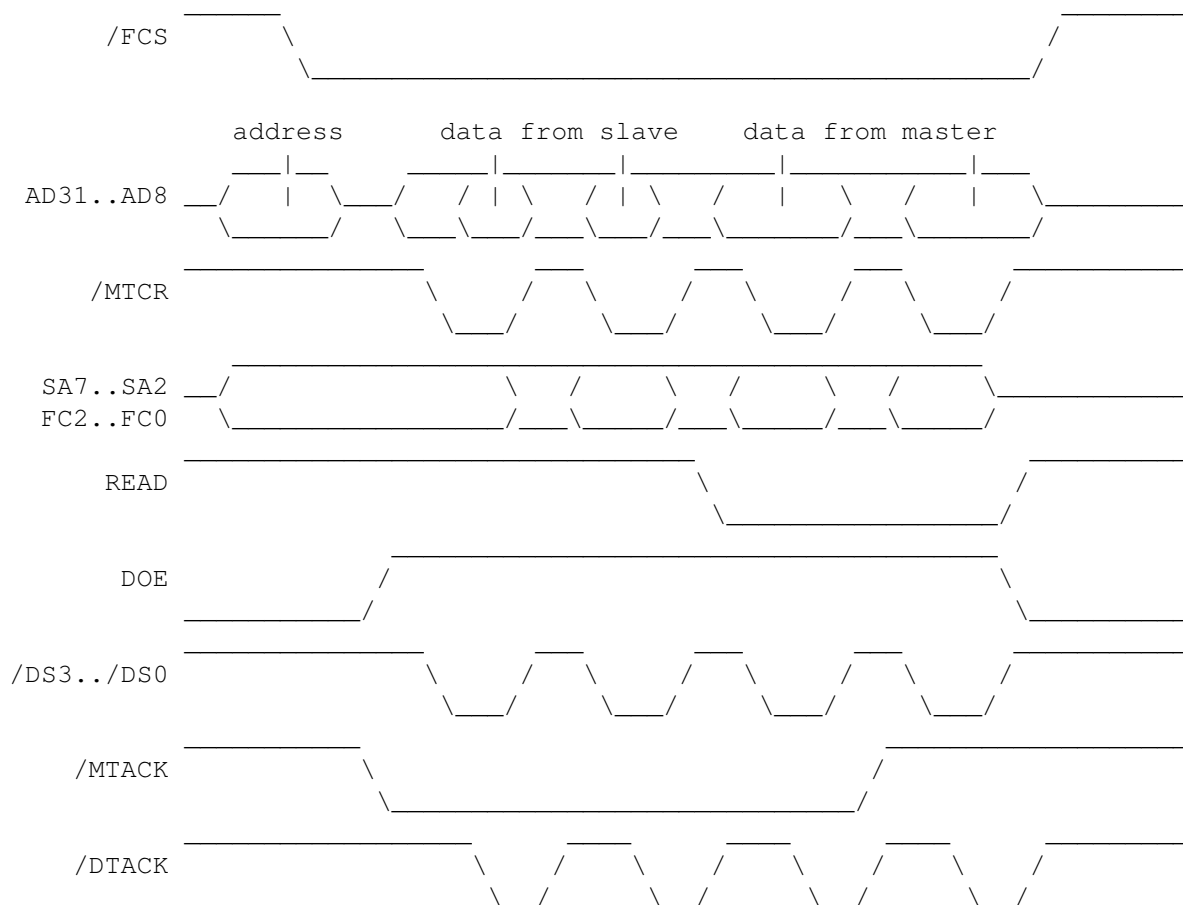 /FCS
address data from slave data from master
AD31..AD8
/MTCR
SA7..SA2
FC2..FC0
READ
DOE
/DS3../DS0
/MTACK
/DTACK